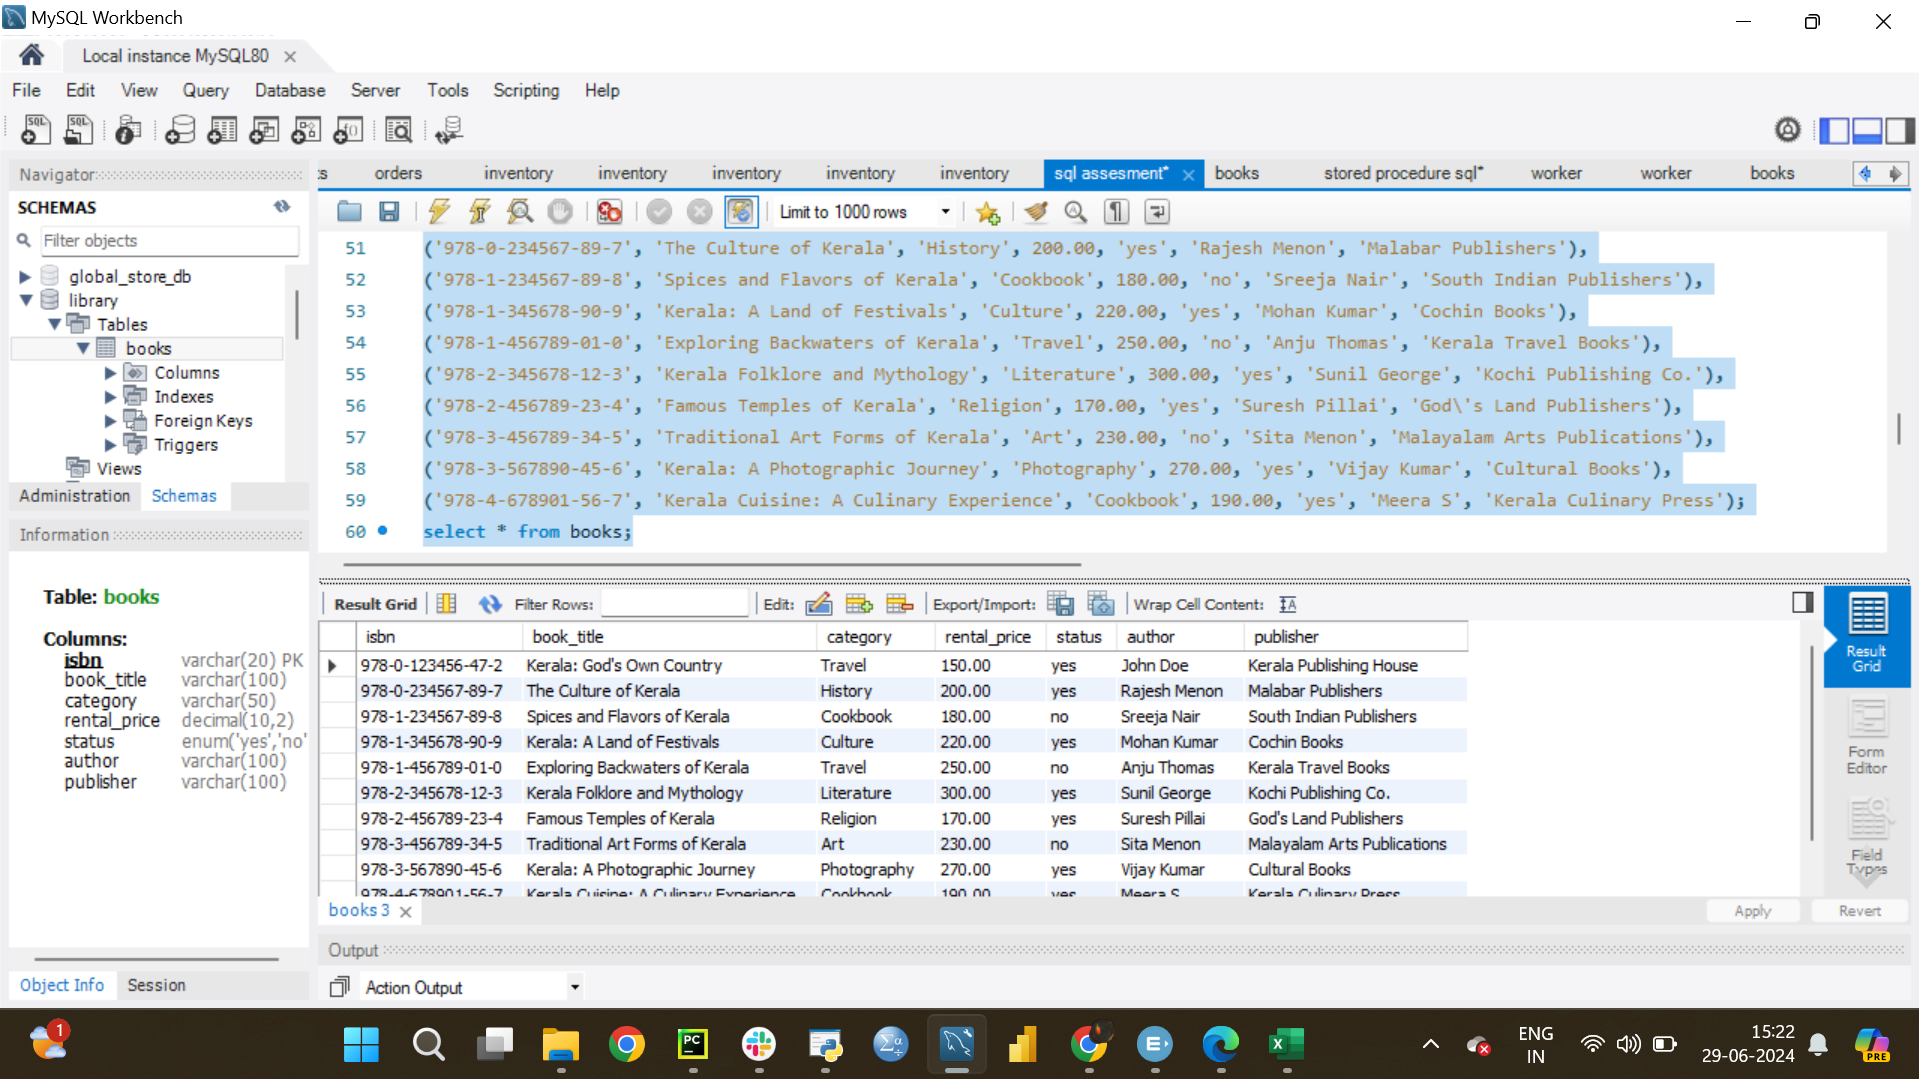 MySQL Workbench
Local instance MySQL80
File Edit View Query Database Server Tools Scripting Help
Navigator
SCHEMAS
Filter objects
global_store_db
library
Tables
books
Columns
Indexes
Foreign Keys
Triggers
Views
Administration Schemas
Information
Table: books
Columns:
isbn varchar(20) PK
book_title varchar(100)
category varchar(50)
rental_price decimal(10,2)
status enum('yes','no'
author varchar(100)
publisher varchar(100)
Object Info Session
orders inventory inventory inventory inventory inventory sql assesment* books stored procedure sql* worker worker books
Limit to 1000 rows
51 ('978-0-234567-89-7', 'The Culture of Kerala', 'History', 200.00, 'yes', 'Rajesh Menon', 'Malabar Publishers'),
52 ('978-1-234567-89-8', 'Spices and Flavors of Kerala', 'Cookbook', 180.00, 'no', 'Sreeja Nair', 'South Indian Publishers'),
53 ('978-1-345678-90-9', 'Kerala: A Land of Festivals', 'Culture', 220.00, 'yes', 'Mohan Kumar', 'Cochin Books'),
54 ('978-1-456789-01-0', 'Exploring Backwaters of Kerala', 'Travel', 250.00, 'no', 'Anju Thomas', 'Kerala Travel Books'),
55 ('978-2-345678-12-3', 'Kerala Folklore and Mythology', 'Literature', 300.00, 'yes', 'Sunil George', 'Kochi Publishing Co.'),
56 ('978-2-456789-23-4', 'Famous Temples of Kerala', 'Religion', 170.00, 'yes', 'Suresh Pillai', 'God\'s Land Publishers'),
57 ('978-3-456789-34-5', 'Traditional Art Forms of Kerala', 'Art', 230.00, 'no', 'Sita Menon', 'Malayalam Arts Publications'),
58 ('978-3-567890-45-6', 'Kerala: A Photographic Journey', 'Photography', 270.00, 'yes', 'Vijay Kumar', 'Cultural Books'),
59 ('978-4-678901-56-7', 'Kerala Cuisine: A Culinary Experience', 'Cookbook', 190.00, 'yes', 'Meera S', 'Kerala Culinary Press');
60 select * from books;
Result Grid Filter Rows: Edit: Export/Import: Wrap Cell Content:
isbn book_title category rental_price status author publisher
978-0-123456-47-2 Kerala: God's Own Country Travel 150.00 yes John Doe Kerala Publishing House
978-0-234567-89-7 The Culture of Kerala History 200.00 yes Rajesh Menon Malabar Publishers
978-1-234567-89-8 Spices and Flavors of Kerala Cookbook 180.00 no Sreeja Nair South Indian Publishers
978-1-345678-90-9 Kerala: A Land of Festivals Culture 220.00 yes Mohan Kumar Cochin Books
978-1-456789-01-0 Exploring Backwaters of Kerala Travel 250.00 no Anju Thomas Kerala Travel Books
978-2-345678-12-3 Kerala Folklore and Mythology Literature 300.00 yes Sunil George Kochi Publishing Co.
978-2-456789-23-4 Famous Temples of Kerala Religion 170.00 yes Suresh Pillai God's Land Publishers
978-3-456789-34-5 Traditional Art Forms of Kerala Art 230.00 no Sita Menon Malayalam Arts Publications
978-3-567890-45-6 Kerala: A Photographic Journey Photography 270.00 yes Vijay Kumar Cultural Books
978-4-678901-56-7 Kerala Cuisine: A Culinary Experience Cookbook 190.00 yes Meera S Kerala Culinary Press
Result
Grid
Form
Editor
Field
Types
books 3
Apply Revert
Output
Action Output
1
ENG
IN
15:22
29-06-2024
PRE